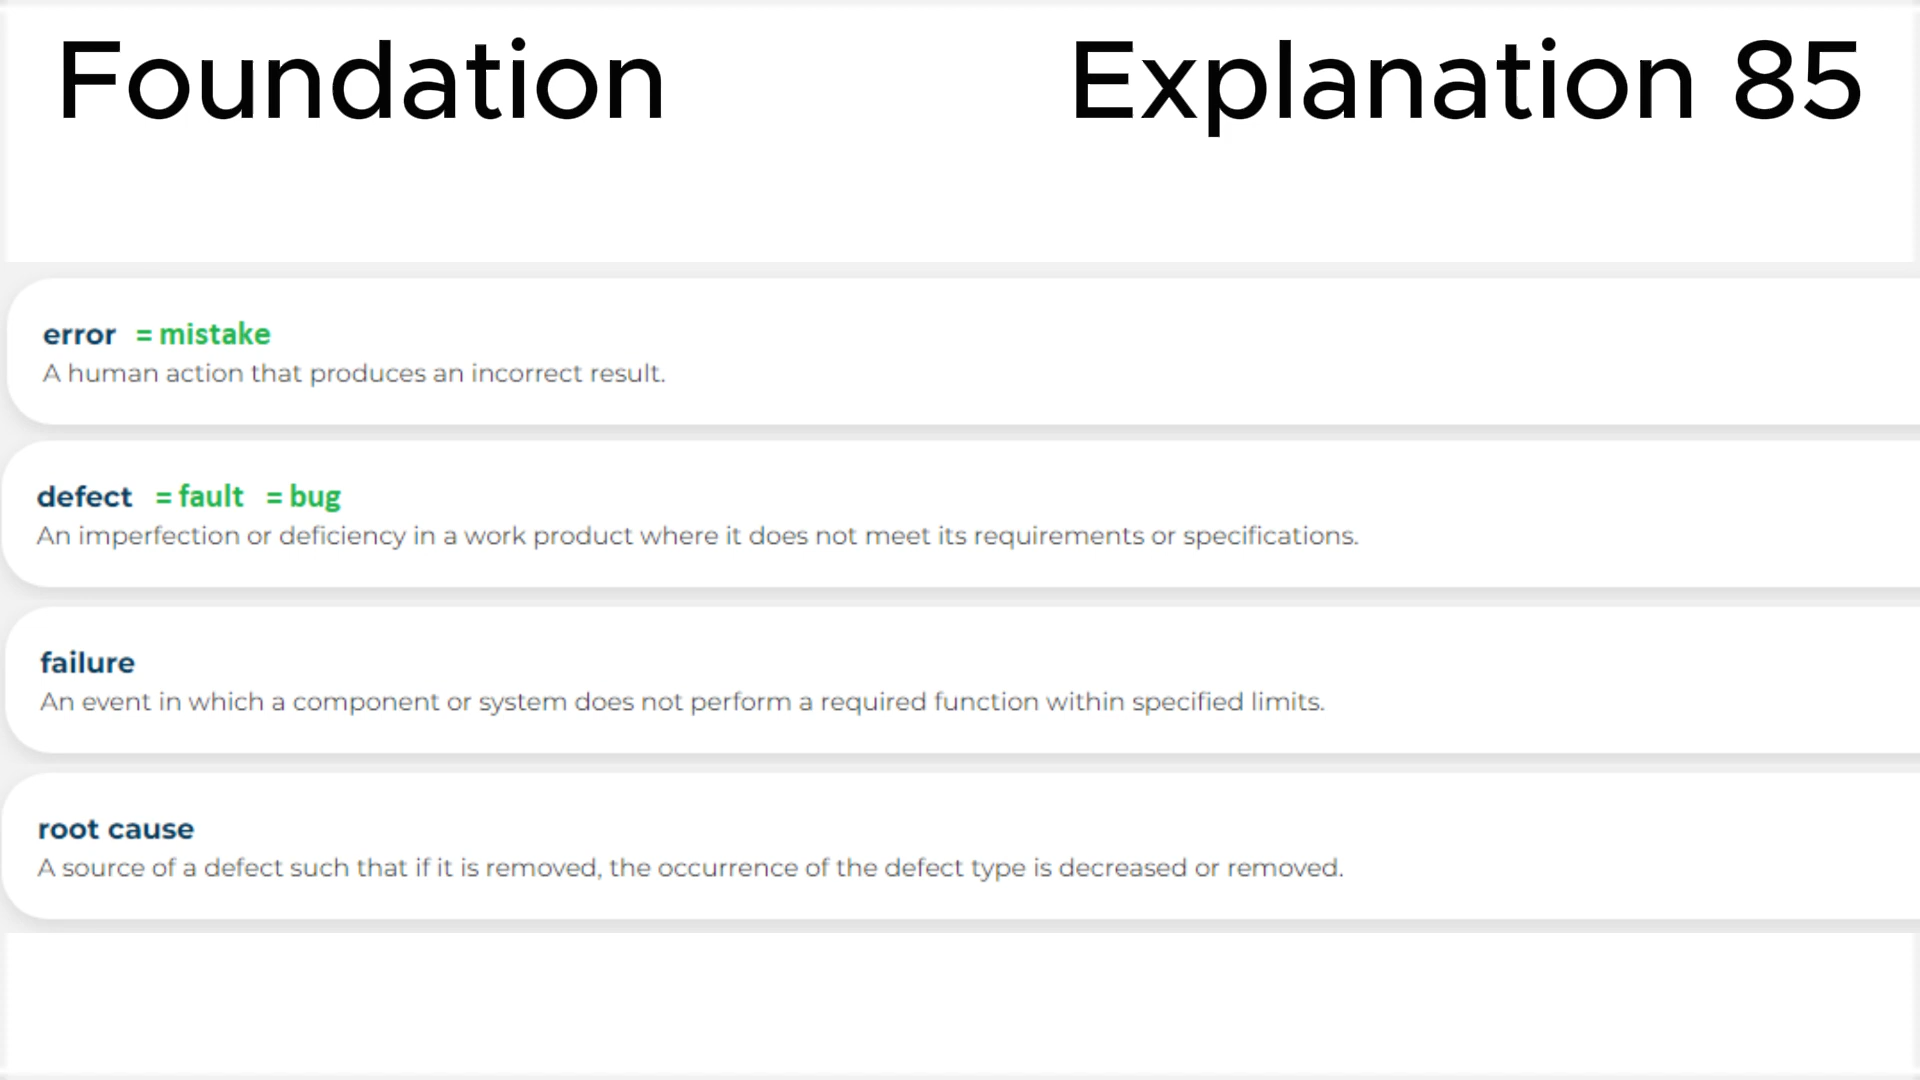 Foundation Explanation 85
error = mistake
A human action that produces an incorrect result.
defect = fault = bug
An imperfection or deficiency in a work product where it does not meet its requirements or specifications.
failure
An event in which a component or system does not perform a required function within specified limits.
root cause
A source of a defect such that if it is removed, the occurrence of the defect type is decreased or removed.